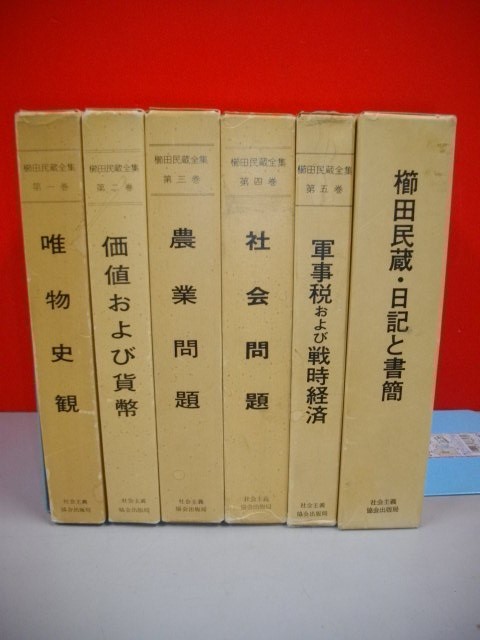 櫛田民蔵全集
第一巻
唯物史観
社会主義
協会出版局
櫛田民蔵全集
第二巻
価値および貨幣
社会主義
協会出版局
櫛田民蔵全集
第三巻
農業問題
社会主義
協会出版局
櫛田民蔵全集
第四巻
社会問題
社会主義
協会出版局
櫛田民蔵全集
第五巻
軍事税および戦時経済
社会主義
協会出版局
櫛田民蔵・日記と書簡
社会主義
協会出版局